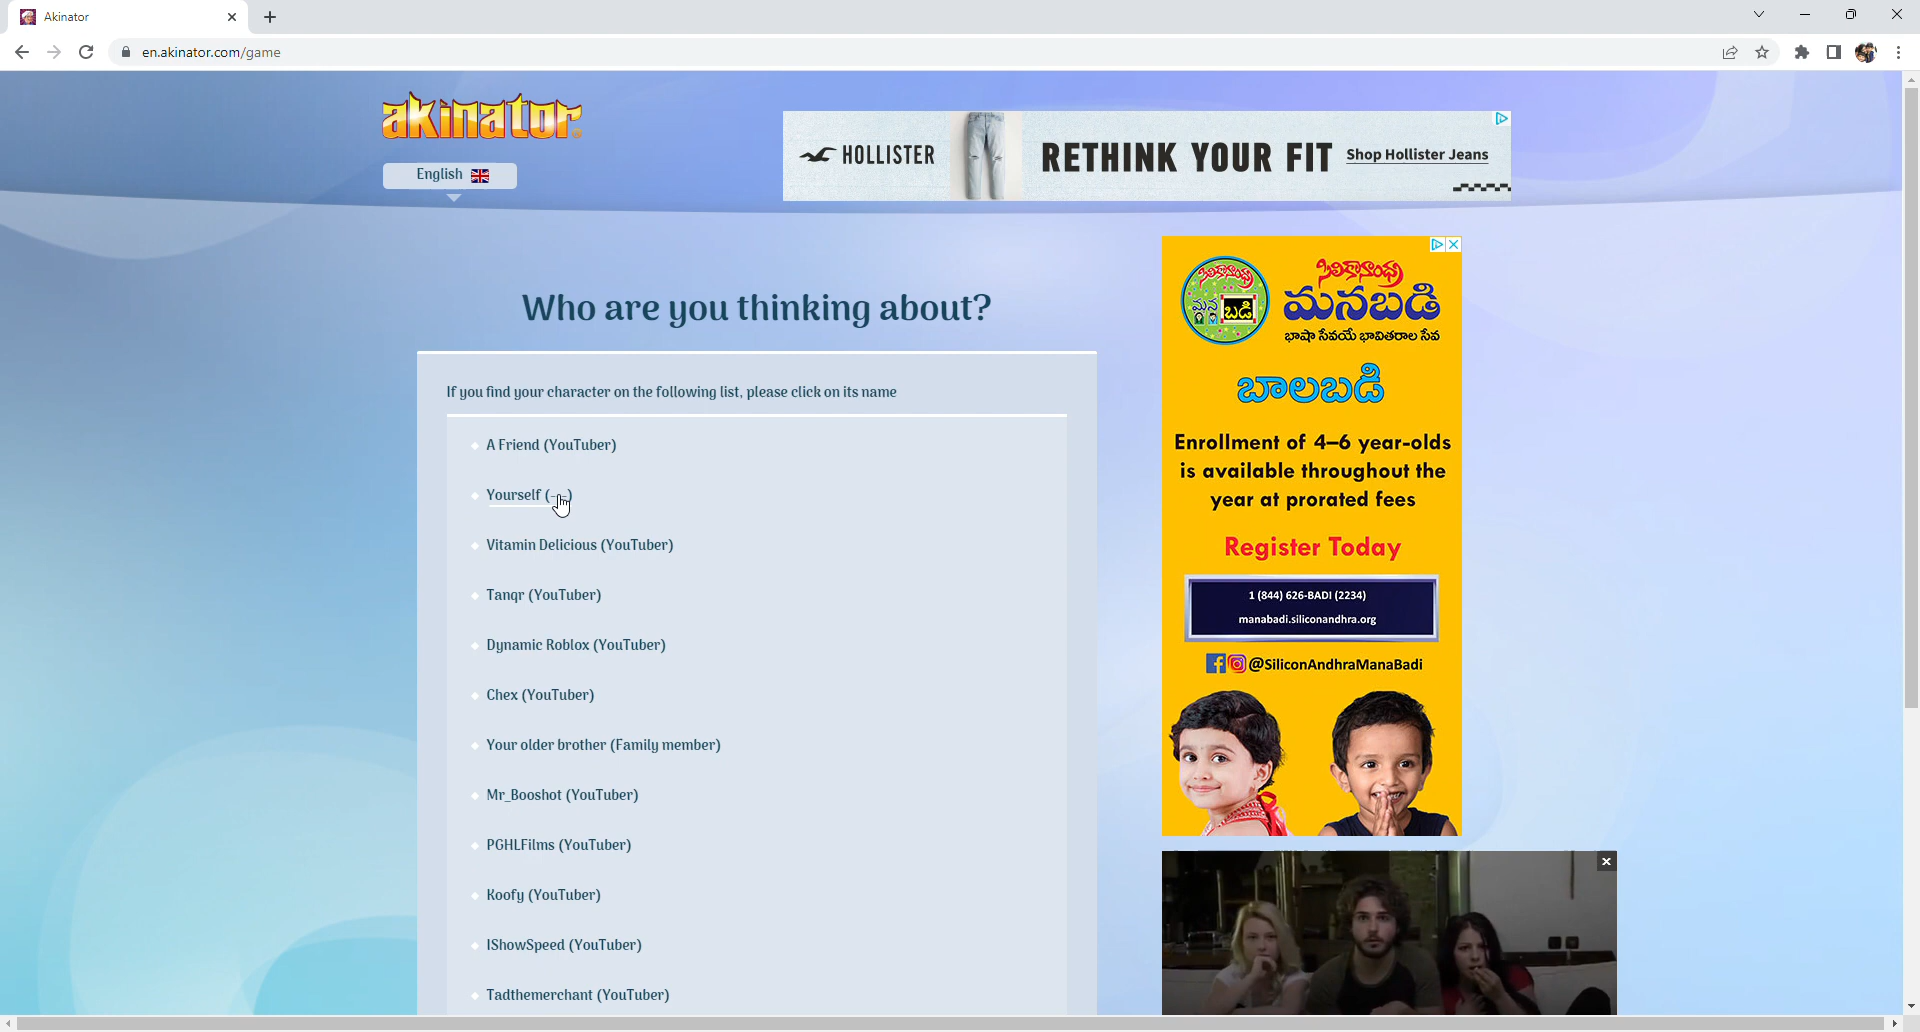 Akinator
en.akinator.com/game
akinator
English
HOLLISTER
RETHINK YOUR FIT
Shop Hollister Jeans
Who are you thinking about?
If you find your character on the following list, please click on its name
A Friend (YouTuber)
Yourself (---)
Vitamin Delicious (YouTuber)
Tanqr (YouTuber)
Dynamic Roblox (YouTuber)
Chex (YouTuber)
Your older brother (Family member)
Mr_Booshot (YouTuber)
PGHLFilms (YouTuber)
Koofy (YouTuber)
IShowSpeed (YouTuber)
Tadthemerchant (YouTuber)
సిలికానాంధ్ర
మన బడి
సిలికానాంధ్ర
మనబడి
భాషా సేవయే భావితరాల సేవ
బాలబడి
Enrollment of 4–6 year-olds
is available throughout the
year at prorated fees
Register Today
1 (844) 626-BADI (2234)
manabadi.siliconandhra.org
@SiliconAndhraManaBadi